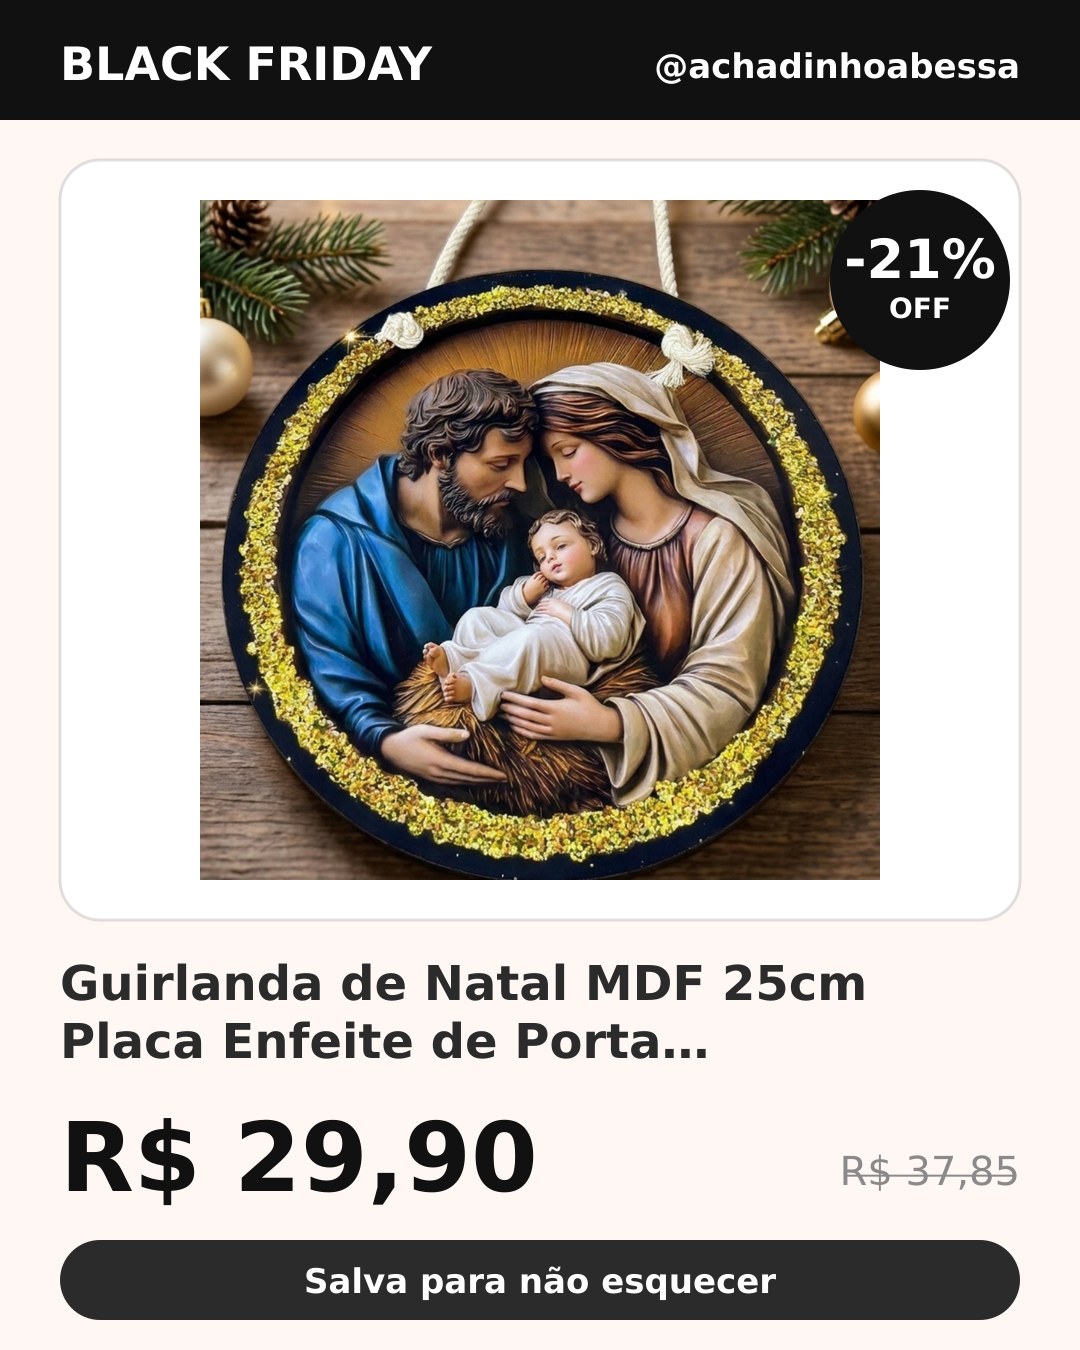 BLACK FRIDAY
@achadinhoabessa
-21%
OFF
Guirlanda de Natal MDF 25cm
Placa Enfeite de Porta...
R$ 29,90
R$ 37,85
Salva para não esquecer